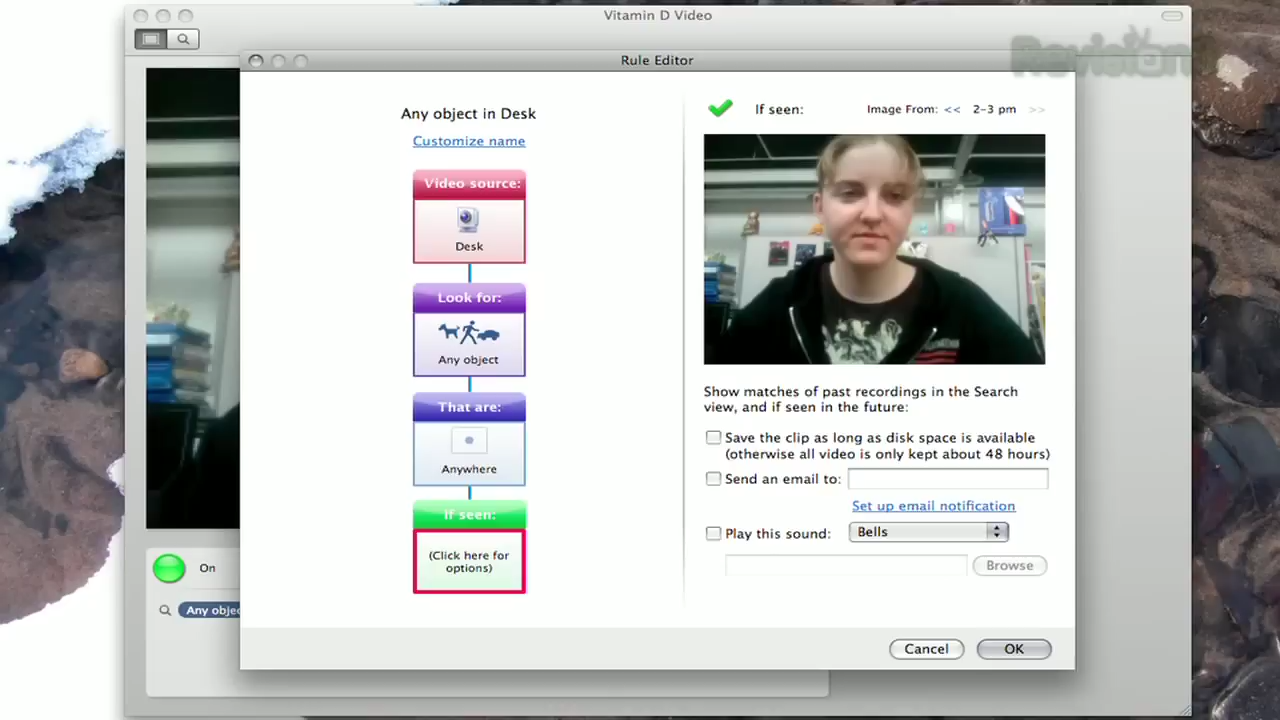 Vitamin D Video
Rule Editor
Any object in Desk
Customize name
Video source:
Desk
Look for:
Any object
That are:
Anywhere
If seen:
(Click here for
options)
If seen:
Image From: << 2-3 pm >>
Show matches of past recordings in the Search
view, and if seen in the future:
Save the clip as long as disk space is available
(otherwise all video is only kept about 48 hours)
Send an email to:
Set up email notification
Play this sound: Bells
Browse
On
Any objec
Cancel
OK